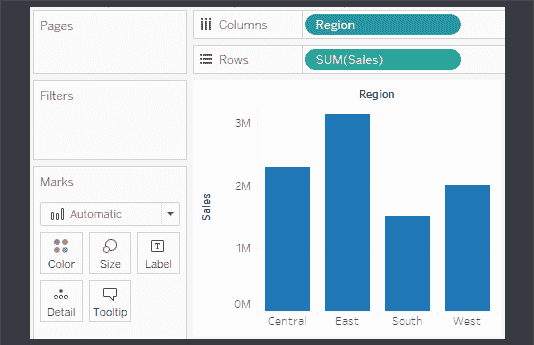 Pages
Columns
Region
Rows
SUM(Sales)
Filters
Marks
Automatic
Color
Size
Label
Detail
Tooltip
Region
Sales
3M
2M
1M
0M
Central
East
South
West